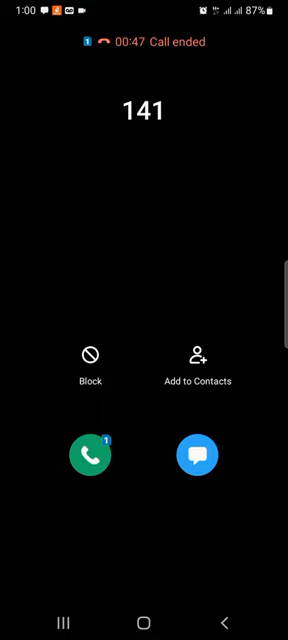 1:00 87%
1 00:47 Call ended
141
Block Add to Contacts
1